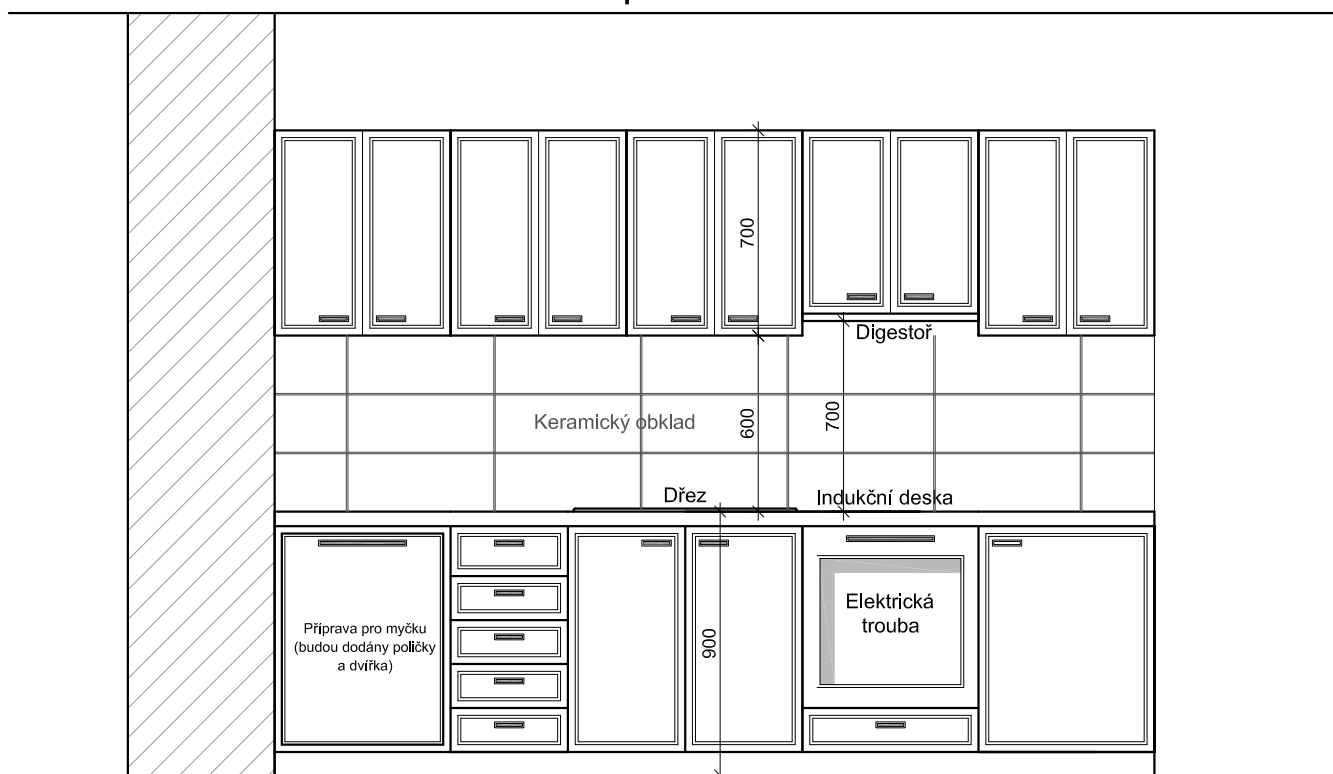 700
Digestoř
Keramický obklad
600
700
Dřez
Indukční deska
Příprava pro myčku
(budou dodány poličky
a dvířka)
900
Elektrická
trouba